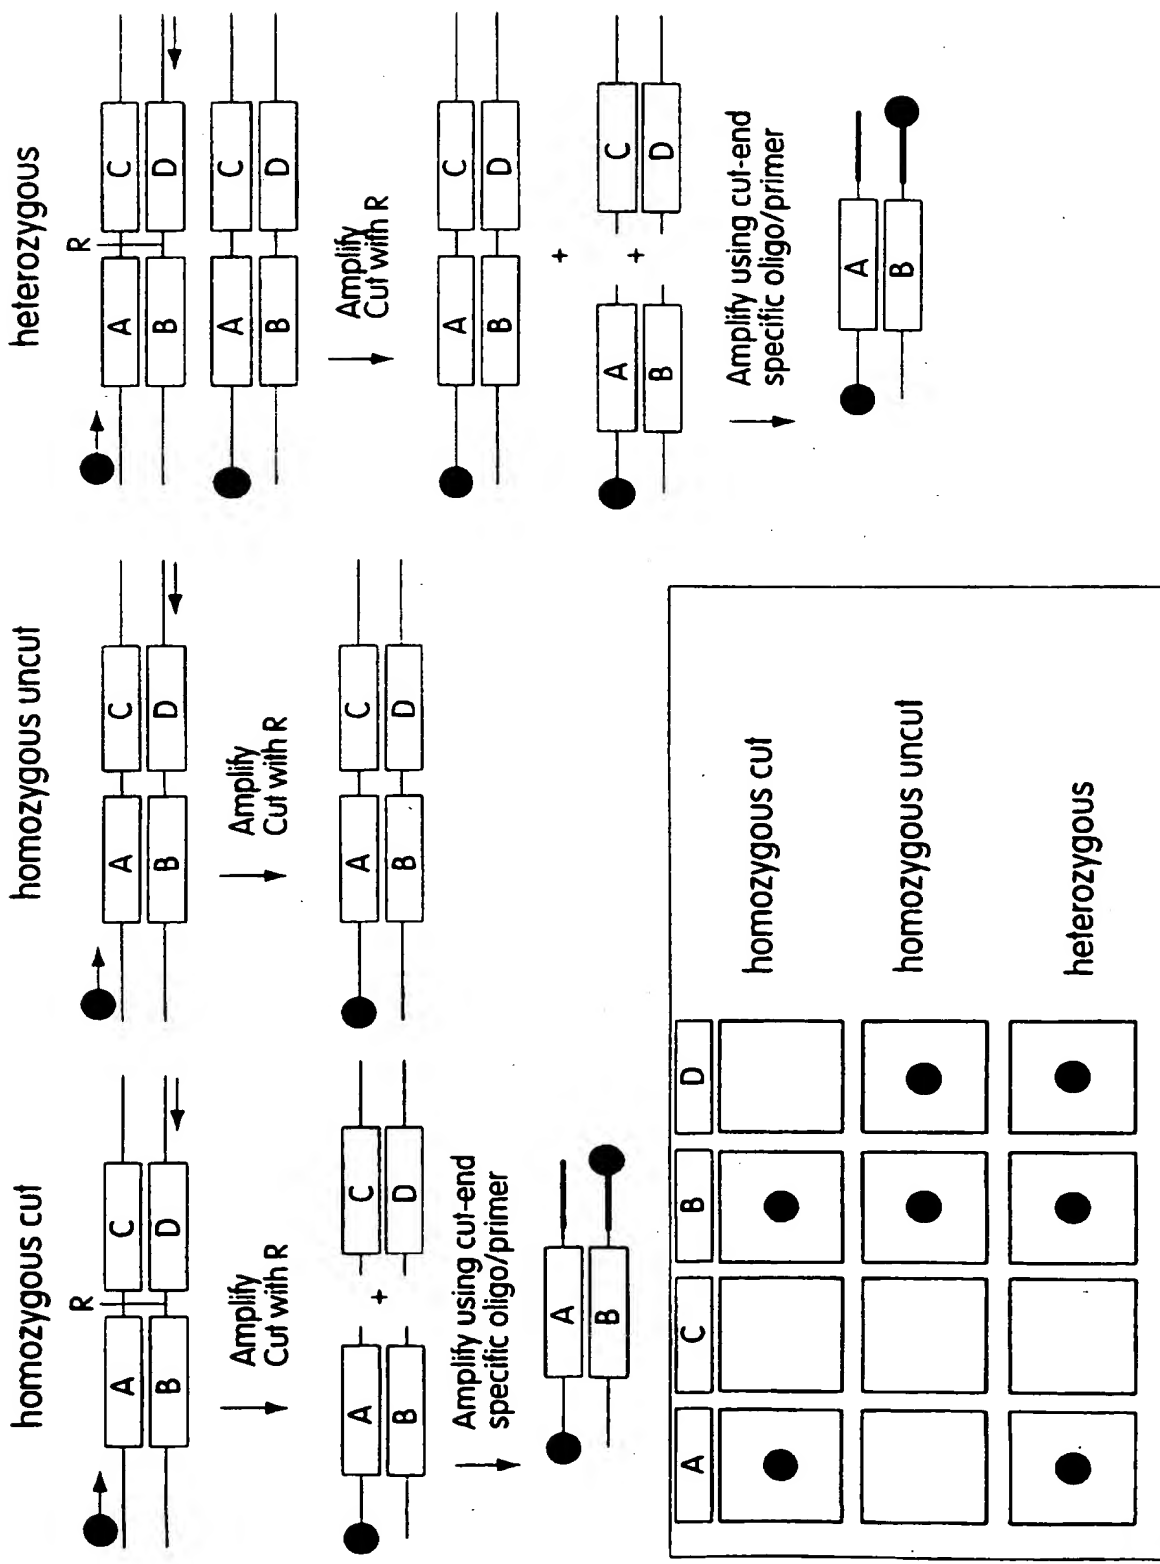 homozygous cut
R
A
C
B
D
Amplify
Cut with R
A
C
+
B
D
Amplify using cut-end
specific oligo/primer
A
B
homozygous uncut
A
C
B
D
Amplify
Cut with R
A
C
B
D
heterozygous
R
A
C
B
D
A
C
B
D
Amplify
Cut with R
A
C
B
D
+
A
C
+
B
D
Amplify using cut-end
specific oligo/primer
A
B
A C B D
homozygous cut
homozygous uncut
heterozygous